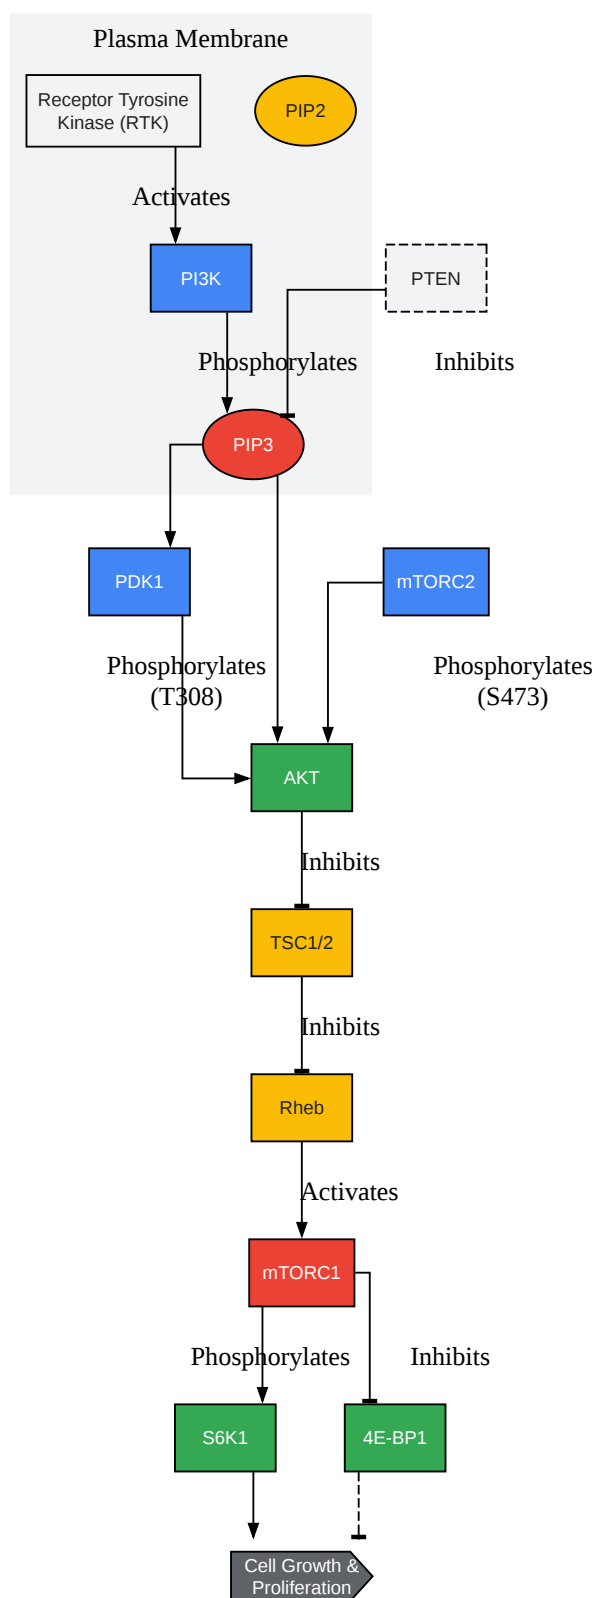 Plasma Membrane
Receptor Tyrosine
Kinase (RTK)
PIP2
Activates
PI3K
PTEN
Phosphorylates
Inhibits
PIP3
PDK1
mTORC2
Phosphorylates
(T308)
Phosphorylates
(S473)
AKT
Inhibits
TSC1/2
Inhibits
Rheb
Activates
mTORC1
Phosphorylates
Inhibits
S6K1
4E-BP1
Cell Growth &
Proliferation